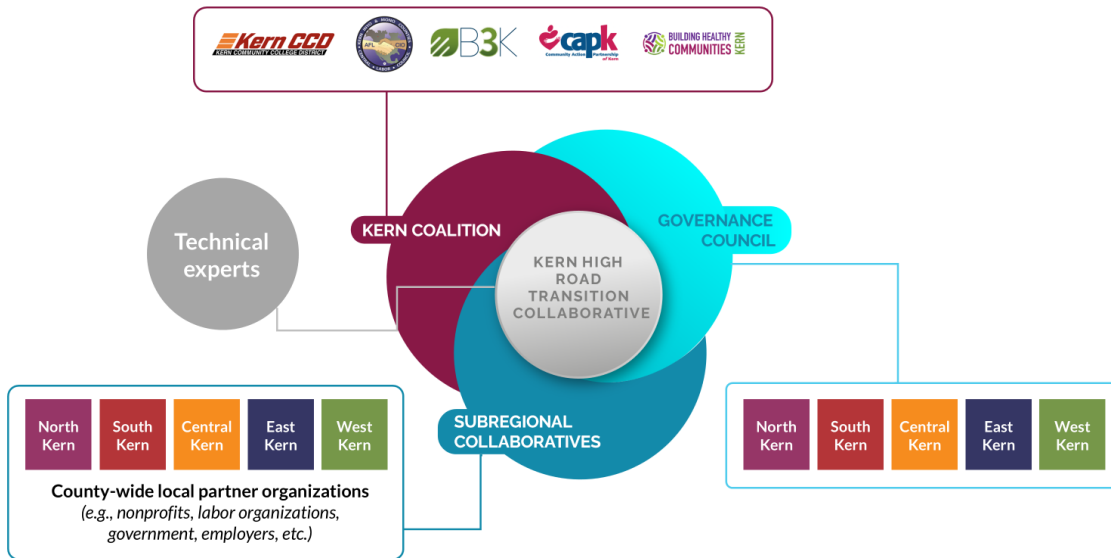 Kern CCD
KERN COMMUNITY COLLEGE DISTRICT
AFL CIO
B3K
capk
Community Action Partnership
of Kern
BUILDING HEALTHY
COMMUNITIES
KERN
Technical
experts
KERN COALITION
GOVERNANCE
COUNCIL
KERN HIGH
ROAD
TRANSITION
COLLABORATIVE
SUBREGIONAL
COLLABORATIVES
North
Kern
South
Kern
Central
Kern
East
Kern
West
Kern
County-wide local partner organizations
(e.g., nonprofits, labor organizations,
government, employers, etc.)
North
Kern
South
Kern
Central
Kern
East
Kern
West
Kern